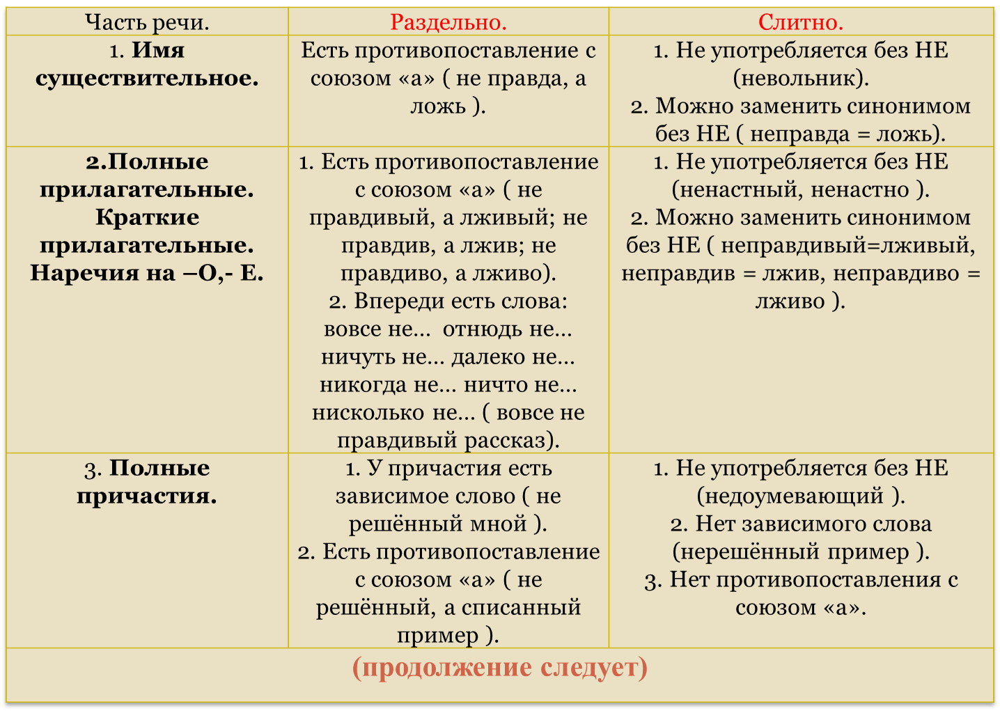 Часть речи.
Раздельно.
Слитно.
1. Имя
существительное.
Есть противопоставление с
союзом «а» ( не правда, а
ложь ).
1. Не употребляется без НЕ
(невольник).
2. Можно заменить синонимом
без НЕ ( неправда = ложь).
2.Полные
прилагательные.
Краткие
прилагательные.
Наречия на –О,- Е.
1. Есть противопоставление
с союзом «а» ( не
правдивый, а лживый; не
правдив, а лжив; не
правдиво, а лживо).
2. Впереди есть слова:
вовсе не... отнюдь не...
ничуть не... далеко не...
никогда не... ничто не...
нисколько не... ( вовсе не
правдивый рассказ).
1. Не употребляется без НЕ
(ненастный, ненастно ).
2. Можно заменить синонимом
без НЕ ( неправдивый=лживый,
неправдив = лжив, неправдиво =
лживо ).
3. Полные
причастия.
1. У причастия есть
зависимое слово ( не
решённый мной ).
2. Есть противопоставление
с союзом «а» ( не
решённый, а списанный
пример ).
1. Не употребляется без НЕ
(недоумевающий ).
2. Нет зависимого слова
(нерешённый пример ).
3. Нет противопоставления с
союзом «а».
(продолжение следует)